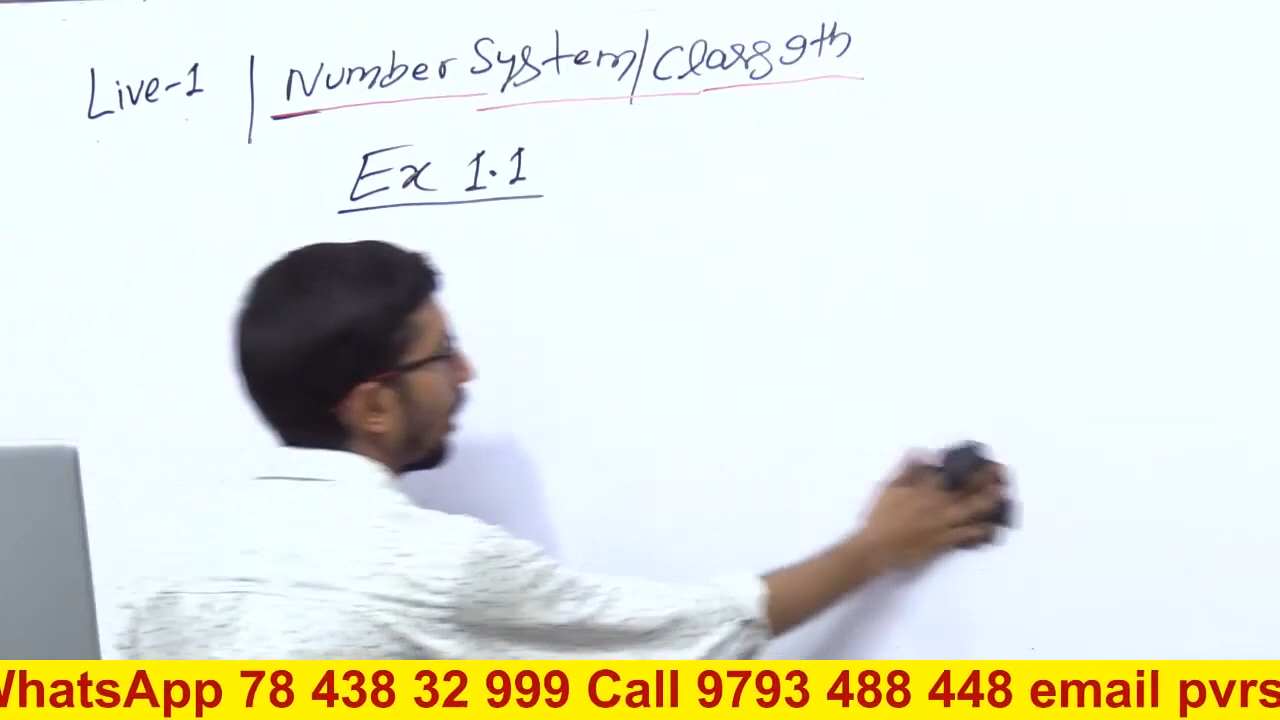 Live-1 | Number System/Class 9th
Ex 1.1
WhatsApp 78 438 32 999 Call 9793 488 448 email pvrs